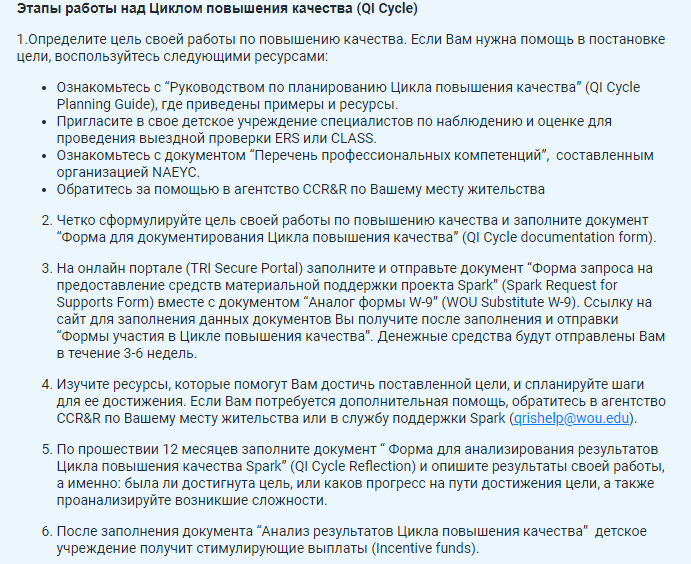 Этапы работы над Циклом повышения качества (QI Cycle)
1.Определите цель своей работы по повышению качества. Если Вам нужна помощь в постановке
цели, воспользуйтесь следующими ресурсами:
• Ознакомьтесь с “Руководством по планированию Цикла повышения качества” (QI Cycle
Planning Guide), где приведены примеры и ресурсы.
• Пригласите в свое детское учреждение специалистов по наблюдению и оценке для
проведения выездной проверки ERS или CLASS.
• Ознакомьтесь с документом “Перечень профессиональных компетенций”, составленным
организацией NAEYC.
• Обратитесь за помощью в агентство CCR&R по Вашему месту жительства
2. Четко сформулируйте цель своей работы по повышению качества и заполните документ
“Форма для документирования Цикла повышения качества” (QI Cycle documentation form).
3. На онлайн портале (TRI Secure Portal) заполните и отправьте документ “Форма запроса на
предоставление средств материальной поддержки проекта Spark” (Spark Request for
Supports Form) вместе с документом “Аналог формы W-9” (WOU Substitute W-9). Ссылку на
сайт для заполнения данных документов Вы получите после заполнения и отправки
“Формы участия в Цикле повышения качества”. Денежные средства будут отправлены Вам
в течение 3-6 недель.
4. Изучите ресурсы, которые помогут Вам достичь поставленной цели, и спланируйте шаги
для ее достижения. Если Вам потребуется дополнительная помощь, обратитесь в агентство
CCR&R по Вашему месту жительства или в службу поддержки Spark (qrishelp@wou.edu).
5. По прошествии 12 месяцев заполните документ “ Форма для анализирования результатов
Цикла повышения качества Spark” (QI Cycle Reflection) и опишите результаты своей работы,
а именно: была ли достигнута цель, или каков прогресс на пути достижения цели, а также
проанализируйте возникшие сложности.
6. После заполнения документа “Анализ результатов Цикла повышения качества” детское
учреждение получит стимулирующие выплаты (Incentive funds).